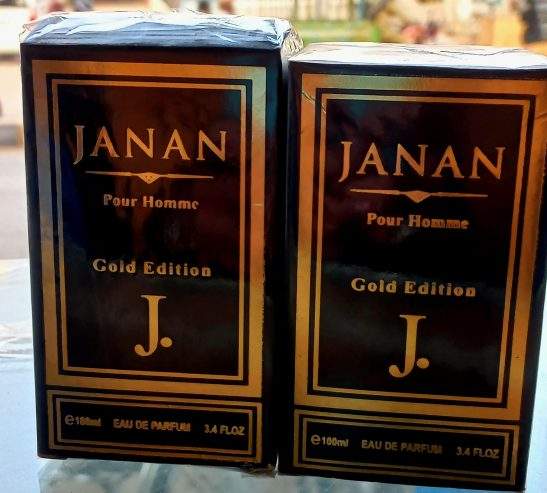 JANAN
Pour Homme
Gold Edition
J.
℮100ml EAU DE PARFUM 3.4 FLOZ
JANAN
Pour Homme
Gold Edition
J.
℮100ml EAU DE PARFUM 3.4 FLOZ